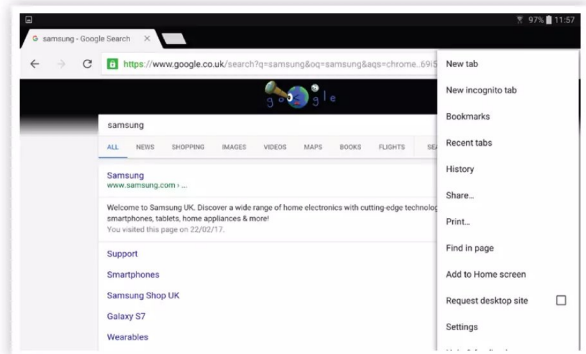 97% 11:57
samsung - Google Search
https://www.google.co.uk/search?q=samsung&oq=samsung&aqs=chrome..69i5
New tab
New incognito tab
Bookmarks
Recent tabs
History
Share...
Print...
Find in page
Add to Home screen
Request desktop site
Settings
google
samsung
ALL NEWS SHOPPING IMAGES VIDEOS MAPS BOOKS FLIGHTS SEA
Samsung
www.samsung.com › ...
Welcome to Samsung UK, Discover a wide range of home electronics with cutting-edge technolog
smartphones, tablets, home appliances & more!
You visited this page on 22/02/17.
Support
Smartphones
Samsung Shop UK
Galaxy S7
Wearables